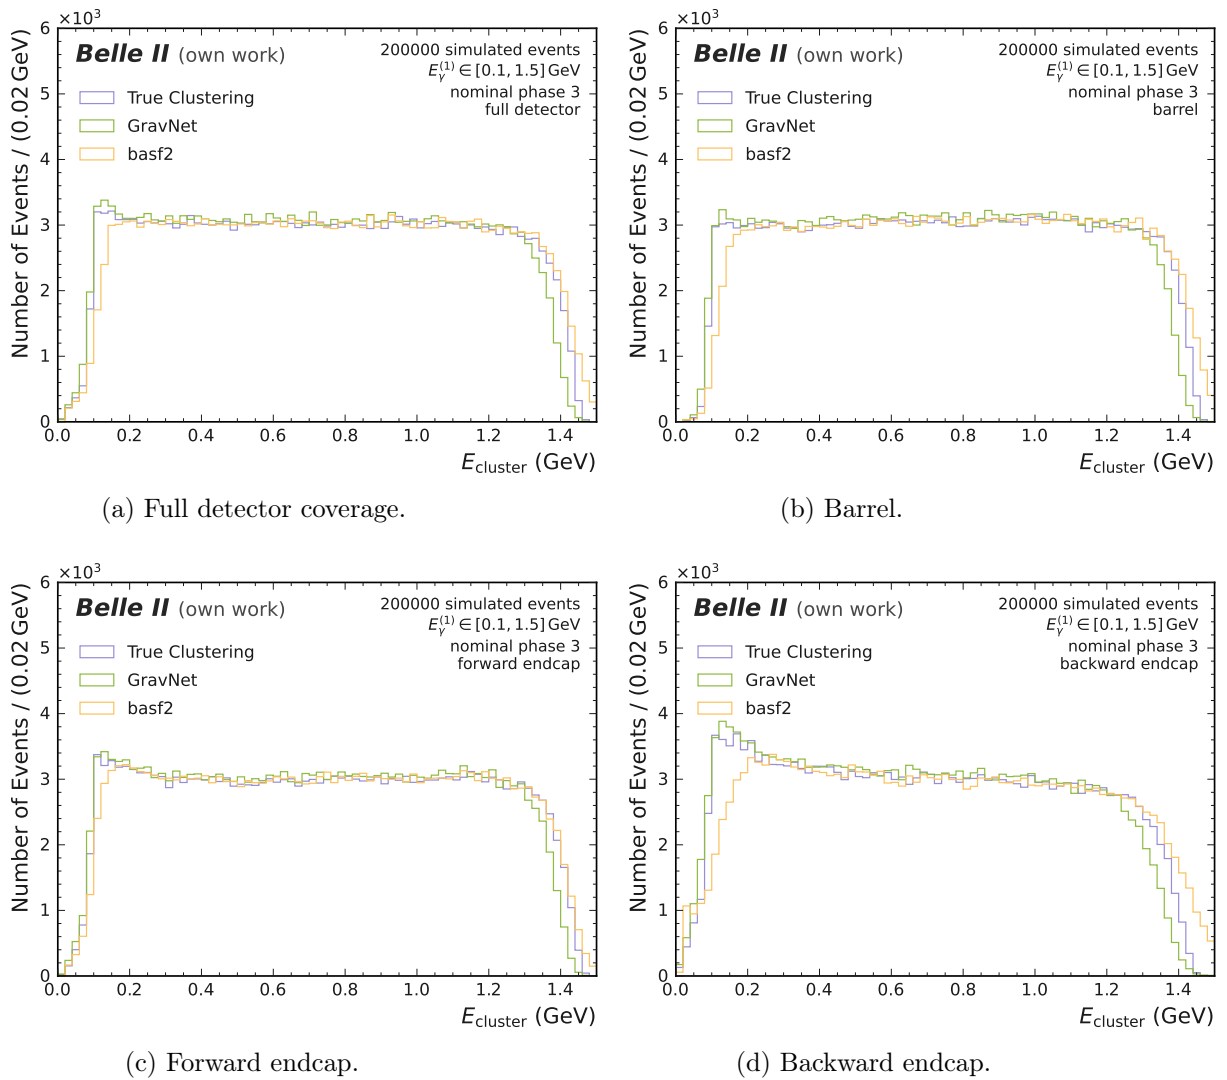 ×10³
Belle II (own work)
200000 simulated events
E_γ^(1) ∈ [0.1, 1.5] GeV
nominal phase 3
full detector
True Clustering
GravNet
basf2
Number of Events / (0.02 GeV)
6
5
4
3
2
1
0
0.0 0.2 0.4 0.6 0.8 1.0 1.2 1.4
E_cluster (GeV)
(a) Full detector coverage.
×10³
Belle II (own work)
200000 simulated events
E_γ^(1) ∈ [0.1, 1.5] GeV
nominal phase 3
barrel
True Clustering
GravNet
basf2
Number of Events / (0.02 GeV)
6
5
4
3
2
1
0
0.0 0.2 0.4 0.6 0.8 1.0 1.2 1.4
E_cluster (GeV)
(b) Barrel.
×10³
Belle II (own work)
200000 simulated events
E_γ^(1) ∈ [0.1, 1.5] GeV
nominal phase 3
forward endcap
True Clustering
GravNet
basf2
Number of Events / (0.02 GeV)
6
5
4
3
2
1
0
0.0 0.2 0.4 0.6 0.8 1.0 1.2 1.4
E_cluster (GeV)
(c) Forward endcap.
×10³
Belle II (own work)
200000 simulated events
E_γ^(1) ∈ [0.1, 1.5] GeV
nominal phase 3
backward endcap
True Clustering
GravNet
basf2
Number of Events / (0.02 GeV)
6
5
4
3
2
1
0
0.0 0.2 0.4 0.6 0.8 1.0 1.2 1.4
E_cluster (GeV)
(d) Backward endcap.